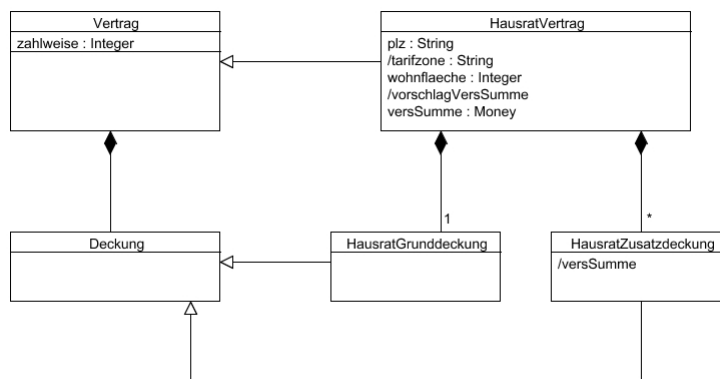 Vertrag
zahlweise : Integer
HausratVertrag
plz : String
/tarifzone : String
wohnflaeche : Integer
/vorschlagVersSumme
versSumme : Money
1
*
Deckung
HausratGrunddeckung
HausratZusatzdeckung
/versSumme